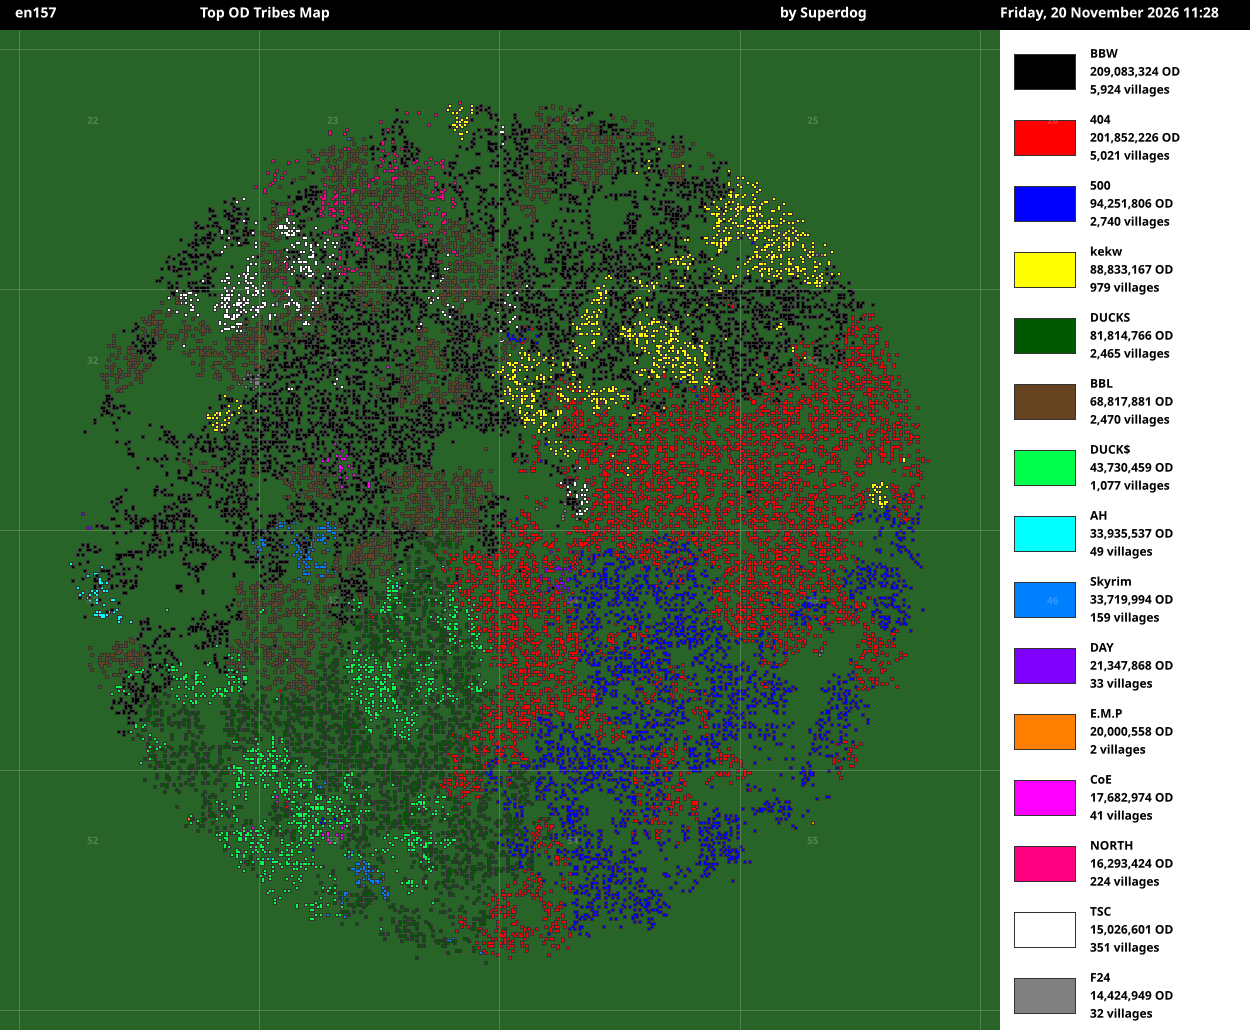 en157 Top OD Tribes Map by Superdog Friday, 20 November 2026 11:28
BBW
209,083,324 OD
5,924 villages
404
201,852,226 OD
5,021 villages
500
94,251,806 OD
2,740 villages
kekw
88,833,167 OD
979 villages
DUCKS
81,814,766 OD
2,465 villages
BBL
68,817,881 OD
2,470 villages
DUCK$
43,730,459 OD
1,077 villages
AH
33,935,537 OD
49 villages
Skyrim
33,719,994 OD
159 villages
DAY
21,347,868 OD
33 villages
E.M.P
20,000,558 OD
2 villages
CoE
17,682,974 OD
41 villages
NORTH
16,293,424 OD
224 villages
TSC
15,026,601 OD
351 villages
F24
14,424,949 OD
32 villages
22 23 25
32
46
52 55